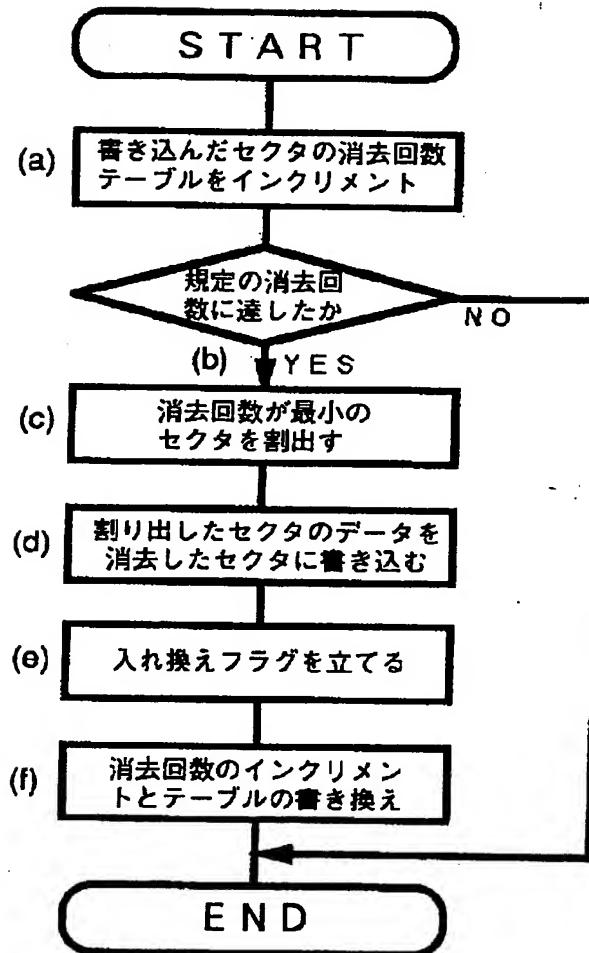 START
(a)
書き込んだセクタの消去回数
テーブルをインクリメント
規定の消去回
数に達したか
NO
(b)
YES
(c)
消去回数が最小の
セクタを割出す
(d)
割り出したセクタのデータを
消去したセクタに書き込む
(e)
入れ換えフラグを立てる
(f)
消去回数のインクリメン
トとテーブルの書き換え
END